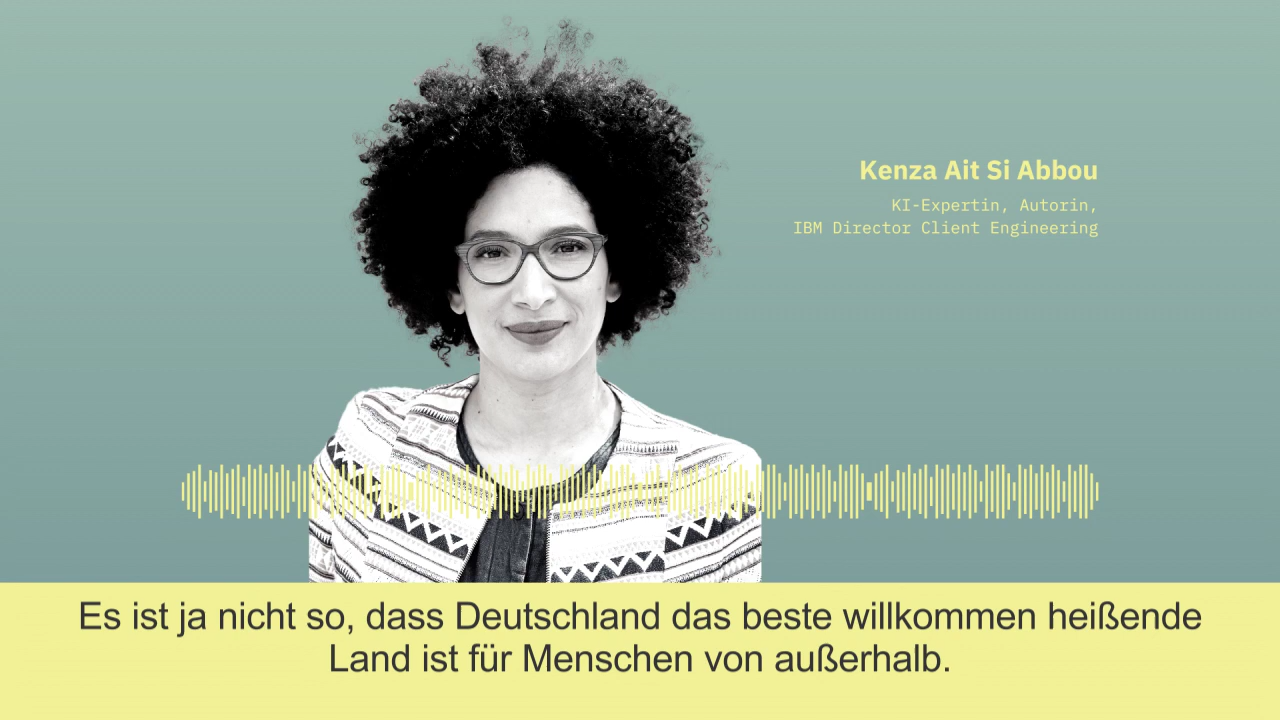 Kenza Ait Si Abbou
KI-Expertin, Autorin,
IBM Director Client Engineering
Es ist ja nicht so, dass Deutschland das beste willkommen heißende
Land ist für Menschen von außerhalb.